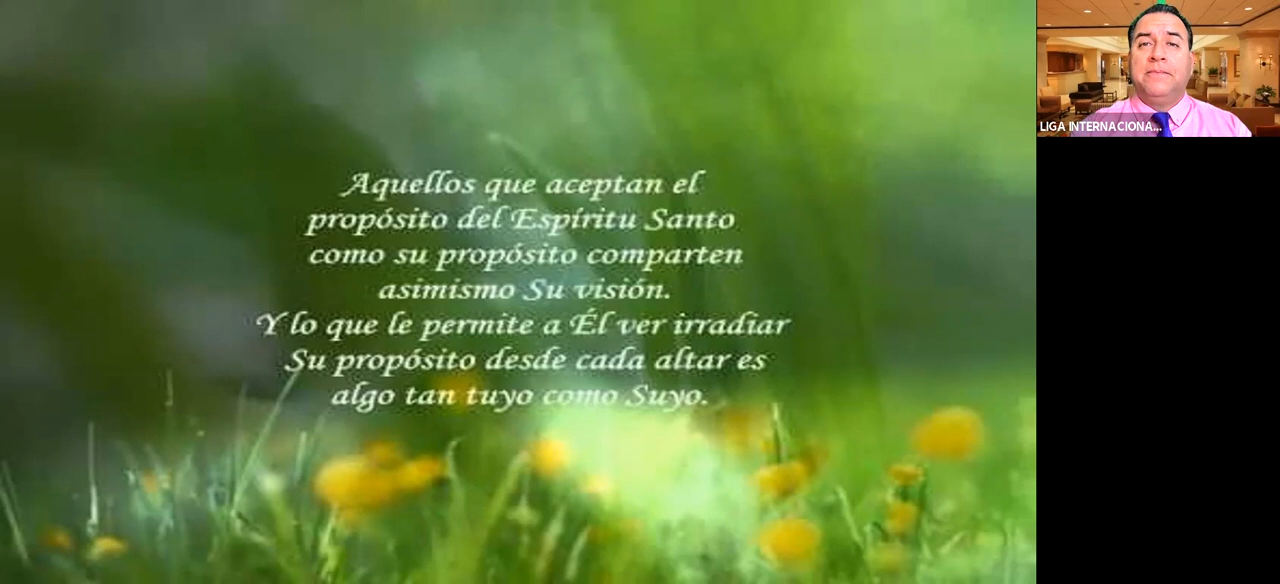 Aquellos que aceptan el
propósito del Espíritu Santo
como su propósito comparten
asimismo Su visión.
Y lo que le permite a Él ver irradiar
Su propósito desde cada altar es
algo tan tuyo como Suyo.
LIGA INTERNACIONA...